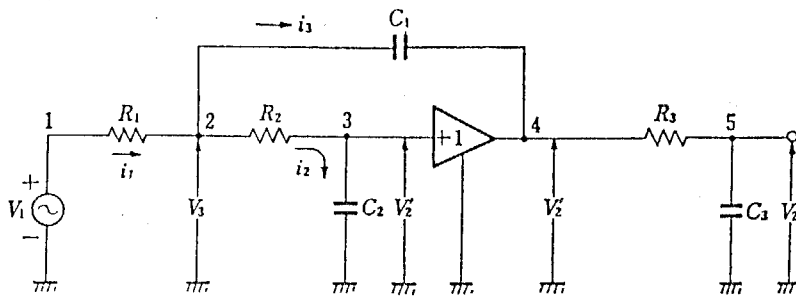 i₃
C₁
1
R₁
2
R₂
3
+1
4
R₃
5
i₁
i₂
+
V₁
−
V₃
C₂
V₂′
V₂′
C₃
V₂